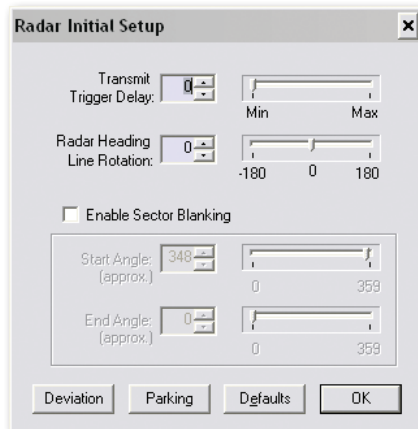 Radar Initial Setup
Transmit
Trigger Delay:
0
Min
Max
Radar Heading
Line Rotation:
0
-180
0
180
Enable Sector Blanking
Start Angle:
(approx.)
348
0
359
End Angle:
(approx.)
0
0
359
Deviation
Parking
Defaults
OK